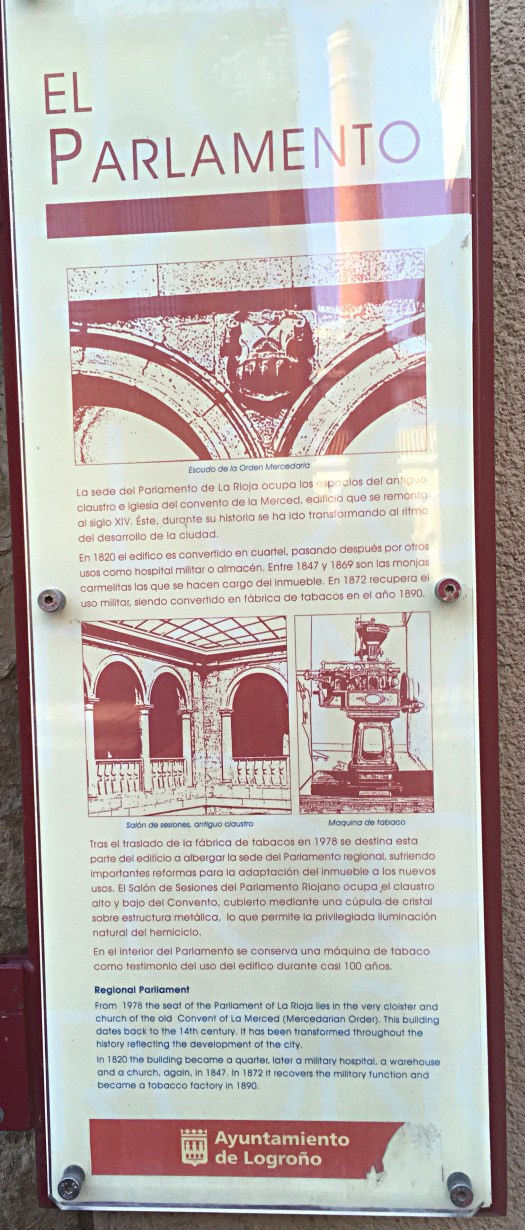 EL
PARLAMENTO
Escudo de la Orden Mercedaria
La sede del Parlamento de La Rioja ocupa los espacios del antiguo
claustro e iglesia del convento de la Merced, edificio que se remonta
al siglo XIV. Éste, durante su historia se ha ido transformando al ritmo
del desarrollo de la ciudad.
En 1820 el edifico es convertido en cuartel, pasando después por otros
usos como hospital militar o almacén. Entre 1847 y 1869 son las monjas
carmelitas las que se hacen cargo del inmueble. En 1872 recupera el
uso militar, siendo convertido en fábrica de tabacos en el año 1890.
Salón de sesiones, antiguo claustro
Maquina de tabaco
Tras el traslado de la fábrica de tabacos en 1978 se destina esta
parte del edificio a albergar la sede del Parlamento regional, sufriendo
importantes reformas para la adaptación del inmueble a los nuevos
usos. El Salón de Sesiones del Parlamento Riojano ocupa el claustro
alto y bajo del Convento, cubierto mediante una cúpula de cristal
sobre estructura metálica, lo que permite la privilegiada iluminación
natural del hemiciclo.
En el interior del Parlamento se conserva una máquina de tabaco
como testimonio del uso del edifico durante casi 100 años.
Regional Parliament
From 1978 the seat of the Parliament of La Rioja lies in the very cloister and
church of the old Convent of La Merced (Mercedarian Order). This building
dates back to the 14th century. It has been transformed throughout the
history reflecting the development of the city.
In 1820 the building became a quarter, later a military hospital, a warehouse
and a church, again, in 1847. In 1872 it recovers the military function and
became a tobacco factory in 1890.
Ayuntamiento
de Logroño